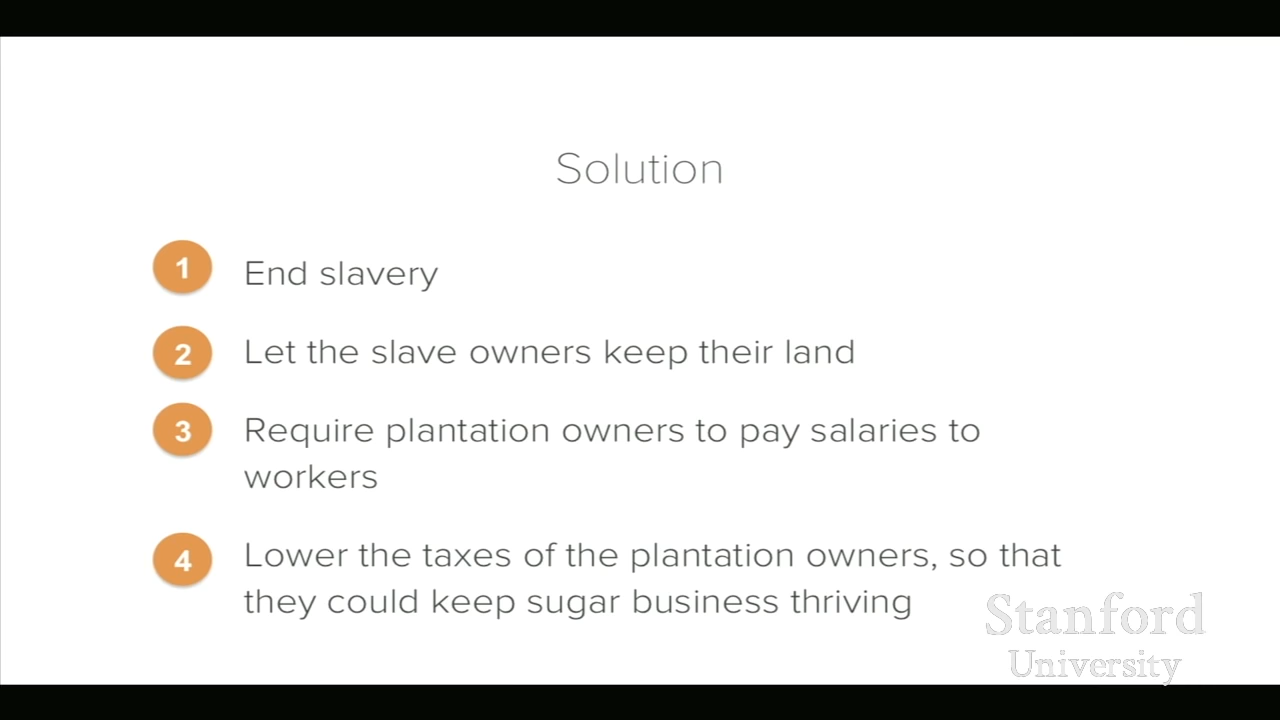 Solution
1 End slavery
2 Let the slave owners keep their land
3 Require plantation owners to pay salaries to
workers
4 Lower the taxes of the plantation owners, so that
they could keep sugar business thriving
Stanford
University